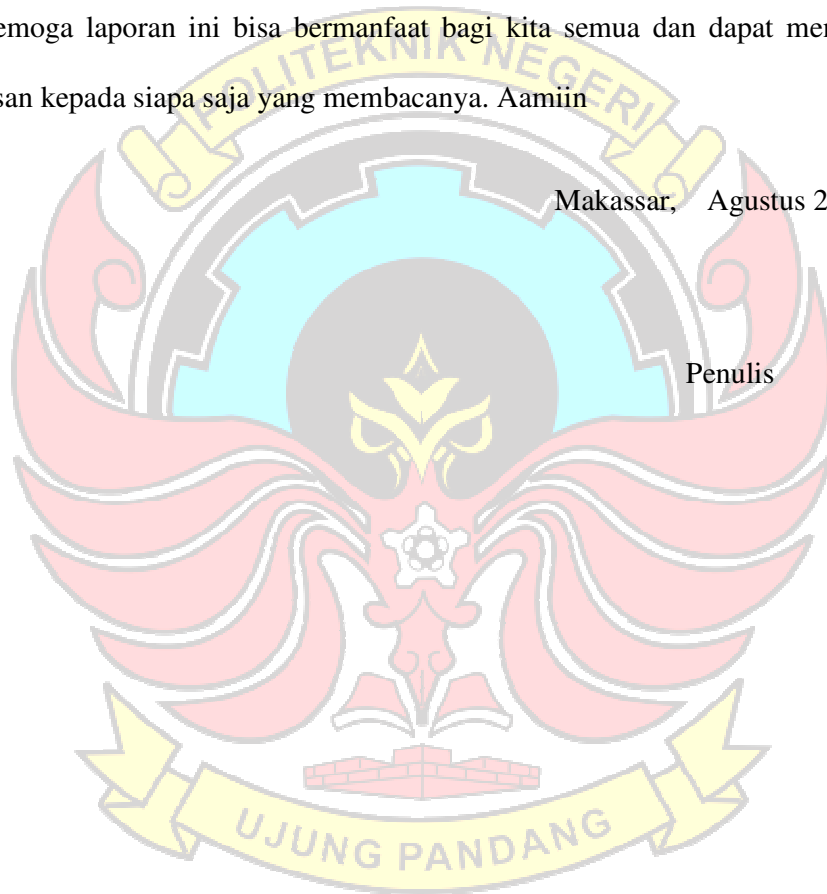 emoga laporan ini bisa bermanfaat bagi kita semua dan dapat mer
POLITEKNIK NEGERI
san kepada siapa saja yang membacanya. Aamiin
Makassar, Agustus 2
Penulis
UJUNG PANDANG